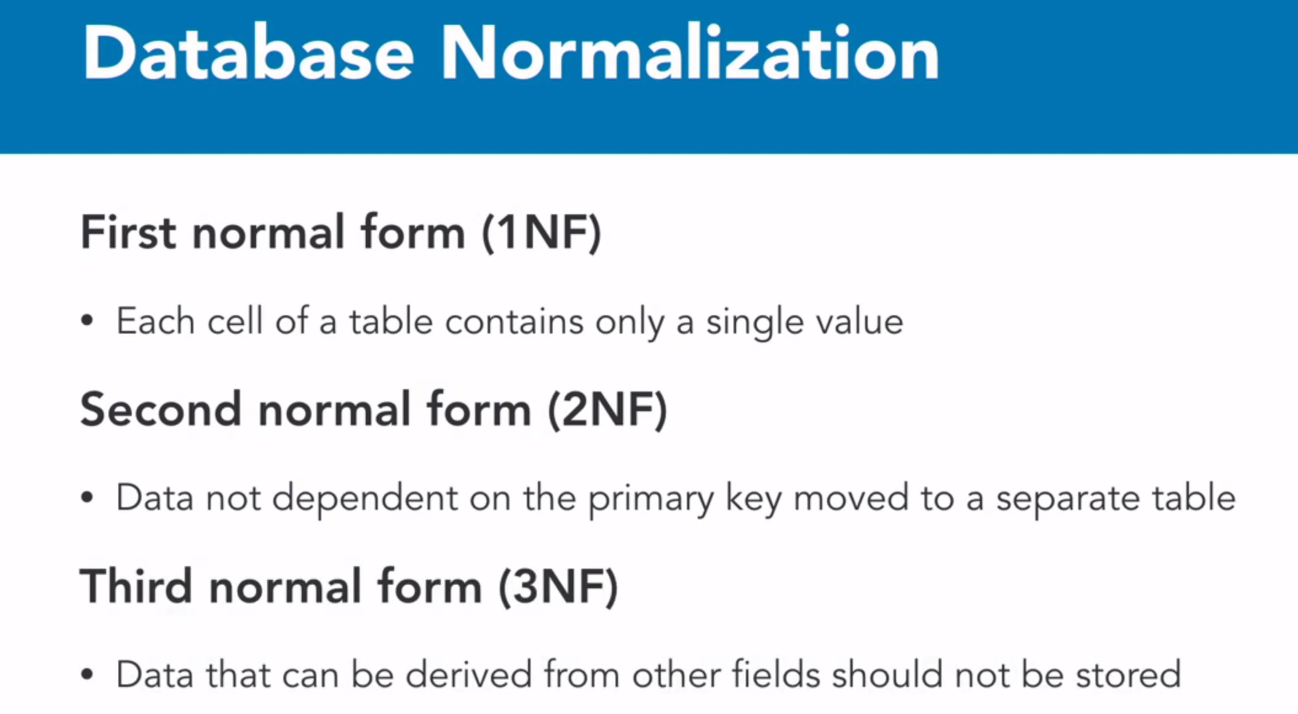 Database Normalization
First normal form (1NF)
• Each cell of a table contains only a single value
Second normal form (2NF)
• Data not dependent on the primary key moved to a separate table
Third normal form (3NF)
• Data that can be derived from other fields should not be stored